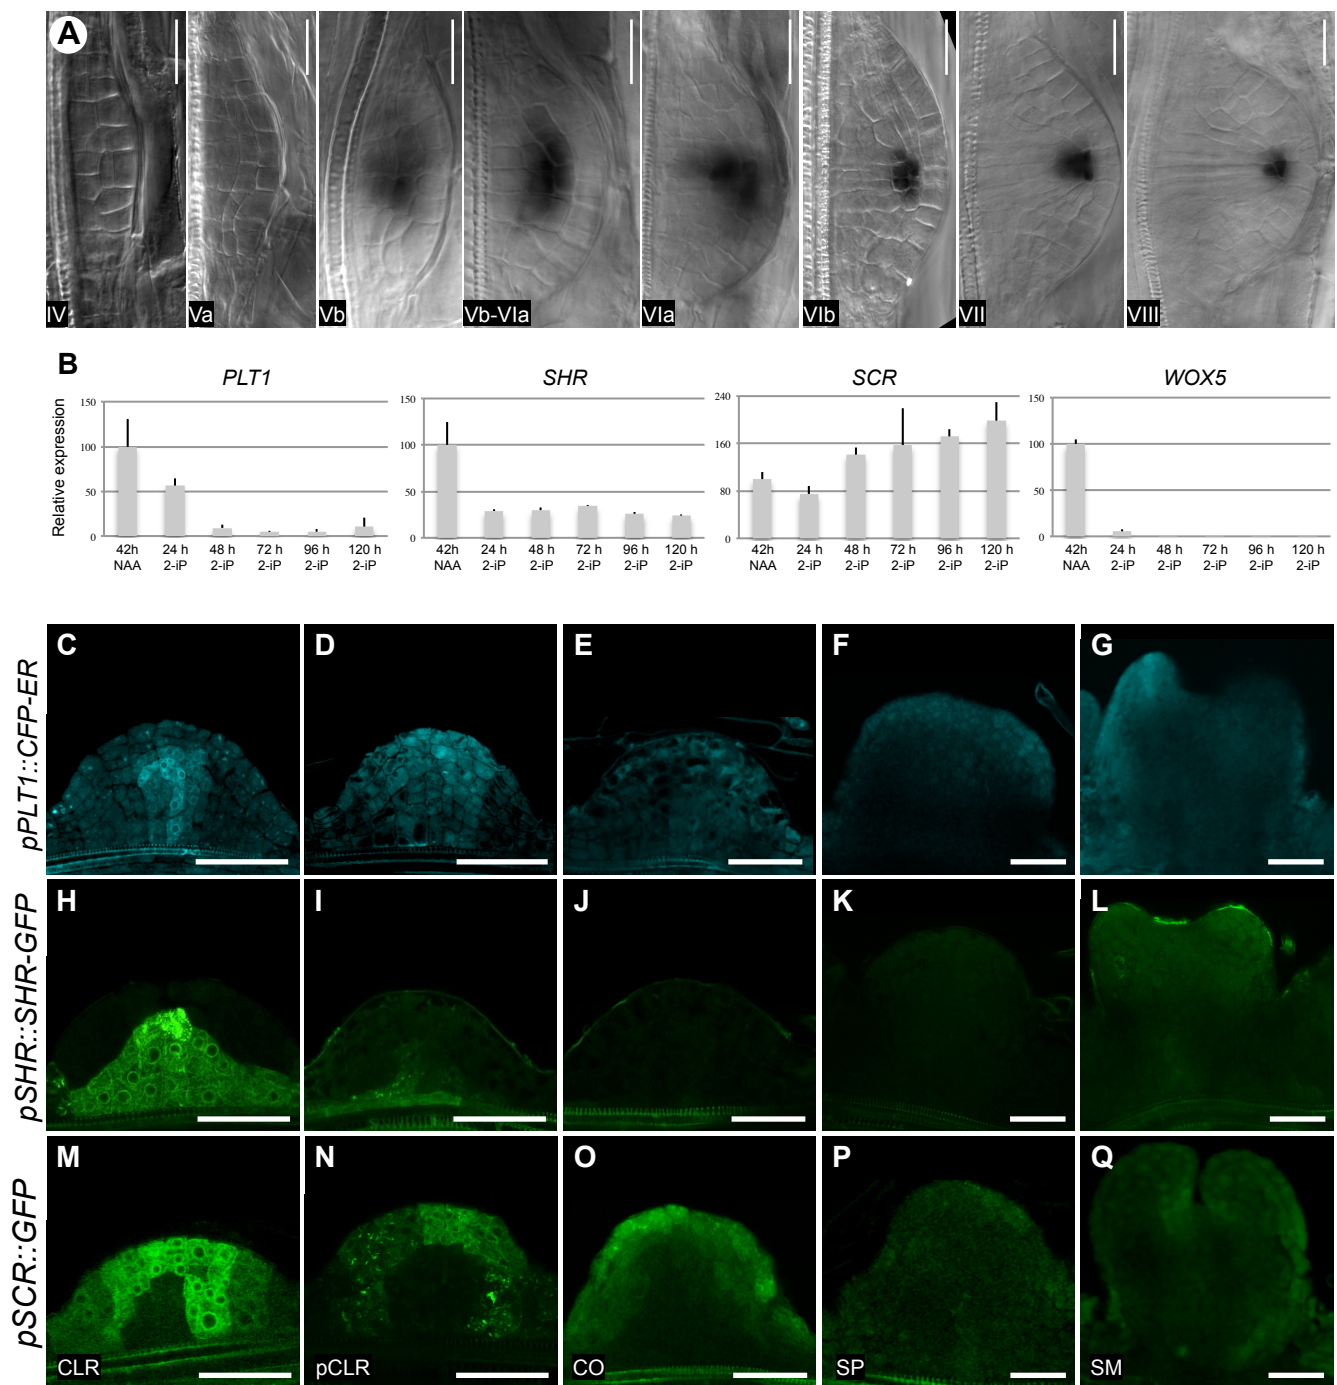 A
IV
Va
Vb
Vb-VIa
VIa
VIb
VII
VIII
B
PLT1
SHR
SCR
WOX5
Relative expression
150
100
50
0
150
100
50
0
240
160
80
0
150
100
50
0
42h 24 h 48 h 72 h 96 h 120 h
NAA 2-iP 2-iP 2-iP 2-iP 2-iP
42h 24 h 48 h 72 h 96 h 120 h
NAA 2-iP 2-iP 2-iP 2-iP 2-iP
42h 24 h 48 h 72 h 96 h 120 h
NAA 2-iP 2-iP 2-iP 2-iP 2-iP
42h 24 h 48 h 72 h 96 h 120 h
NAA 2-iP 2-iP 2-iP 2-iP 2-iP
pPLT1::CFP-ER
C
D
E
F
G
pSHR::SHR-GFP
H
I
J
K
L
pSCR::GFP
M
N
O
P
Q
CLR
pCLR
CO
SP
SM